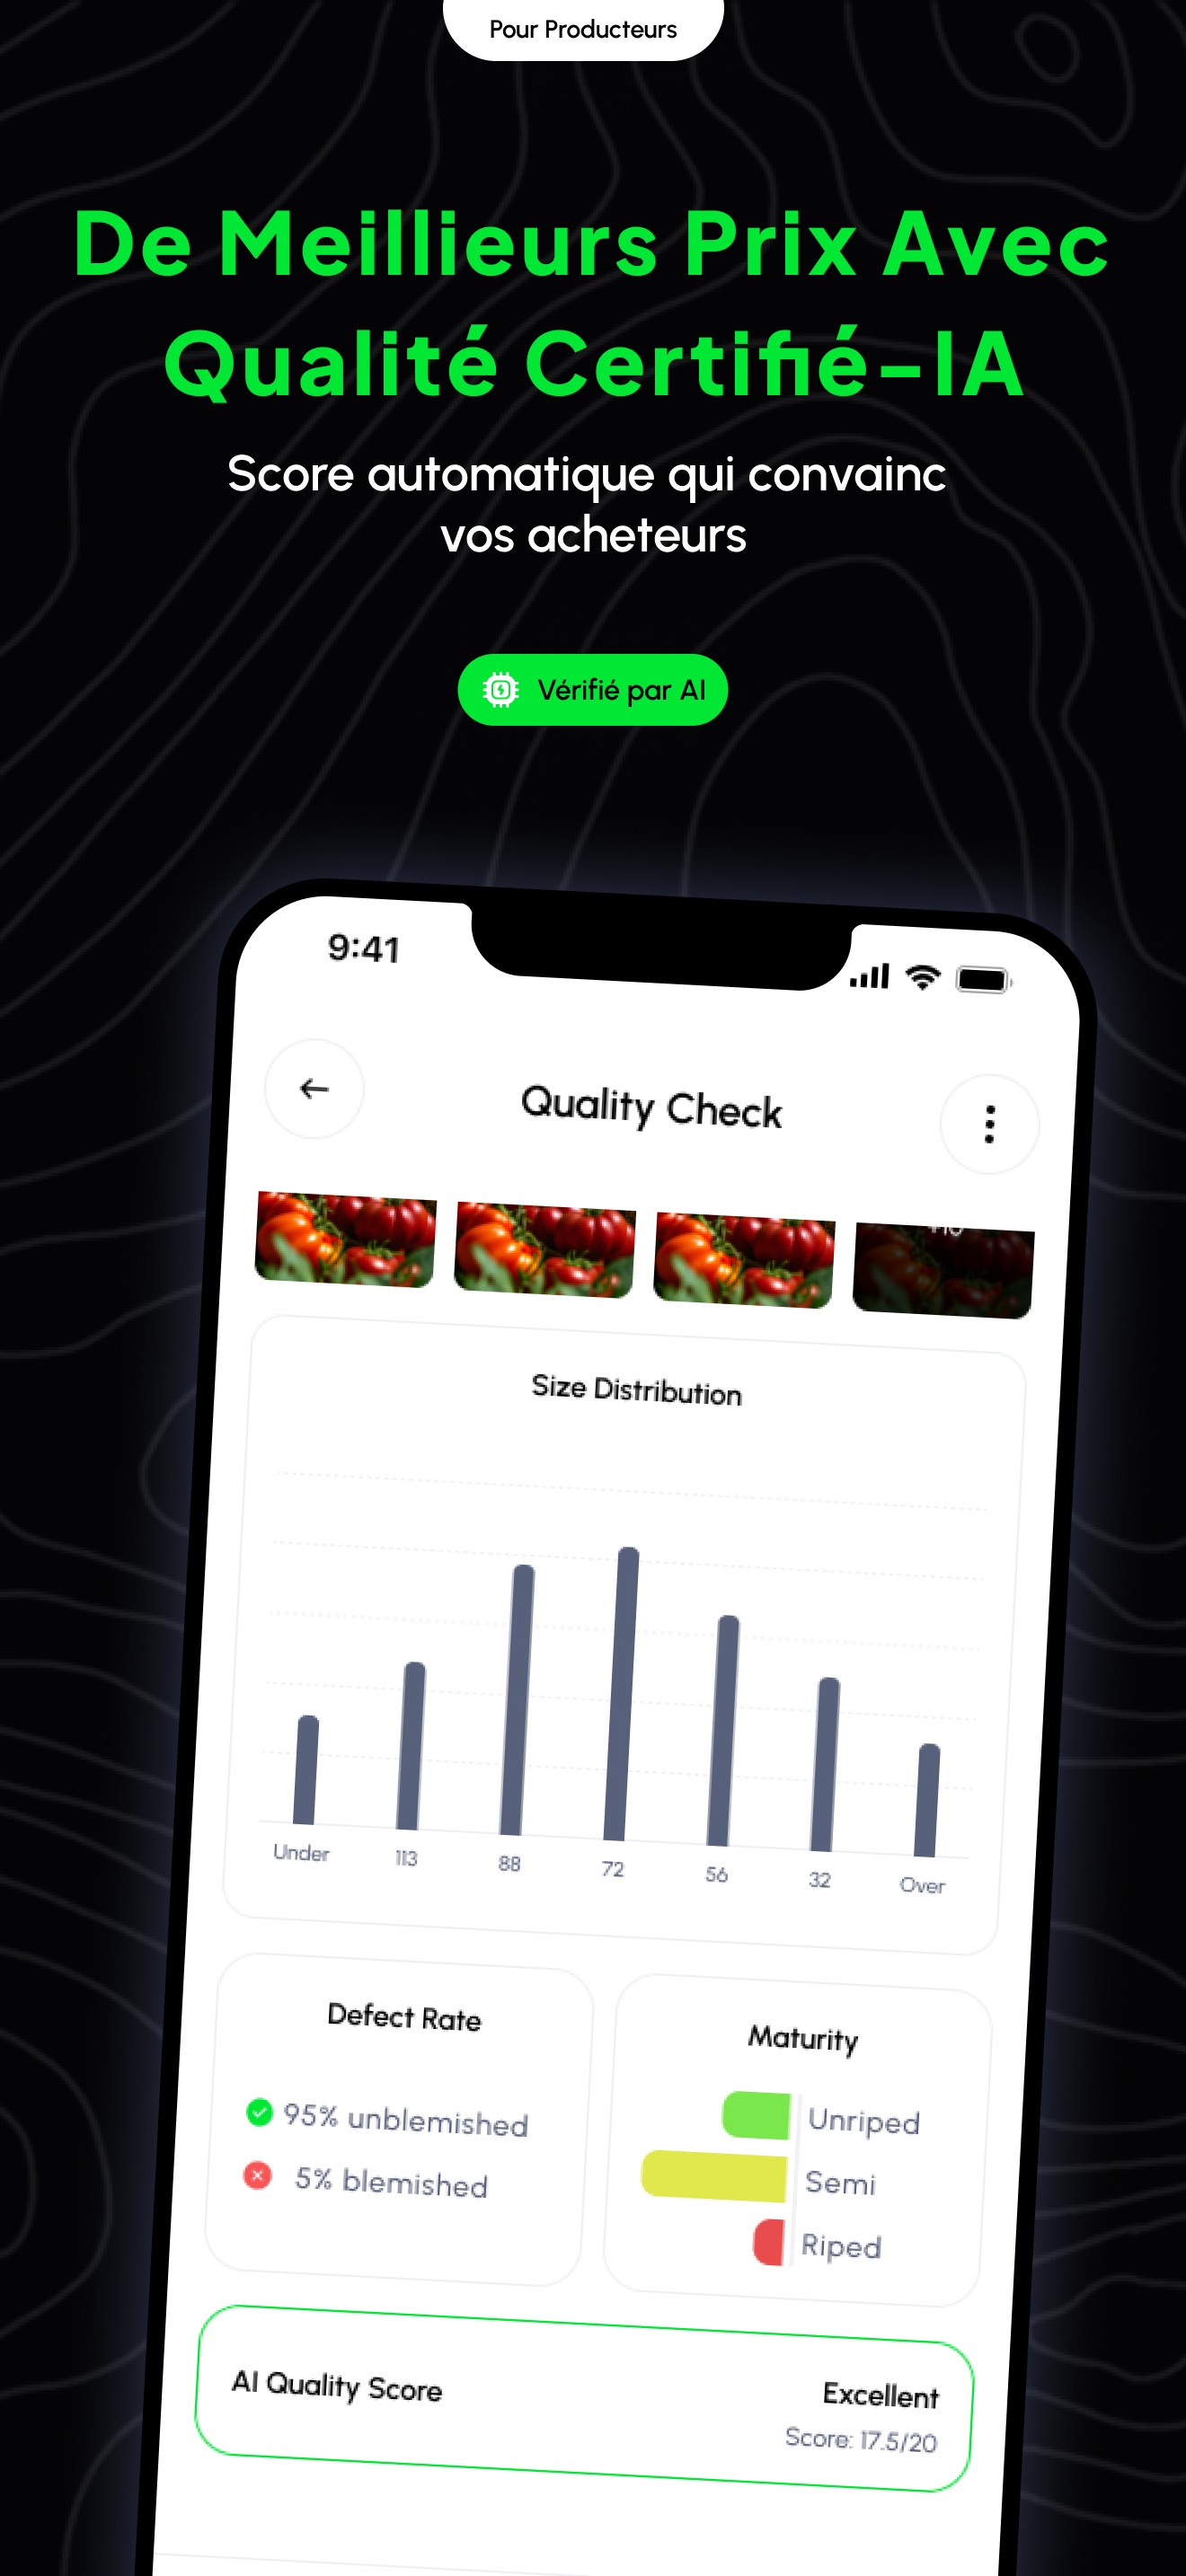 Pour Producteurs
De Meillieurs Prix Avec
Qualité Certifié-IA
Score automatique qui convainc
vos acheteurs
Vérifié par AI
9:41
Quality Check
Size Distribution
Under 113 88 72 56 32 Over
Defect Rate
95% unblemished
5% blemished
Maturity
Unriped
Semi
Riped
AI Quality Score
Excellent
Score: 17.5/20